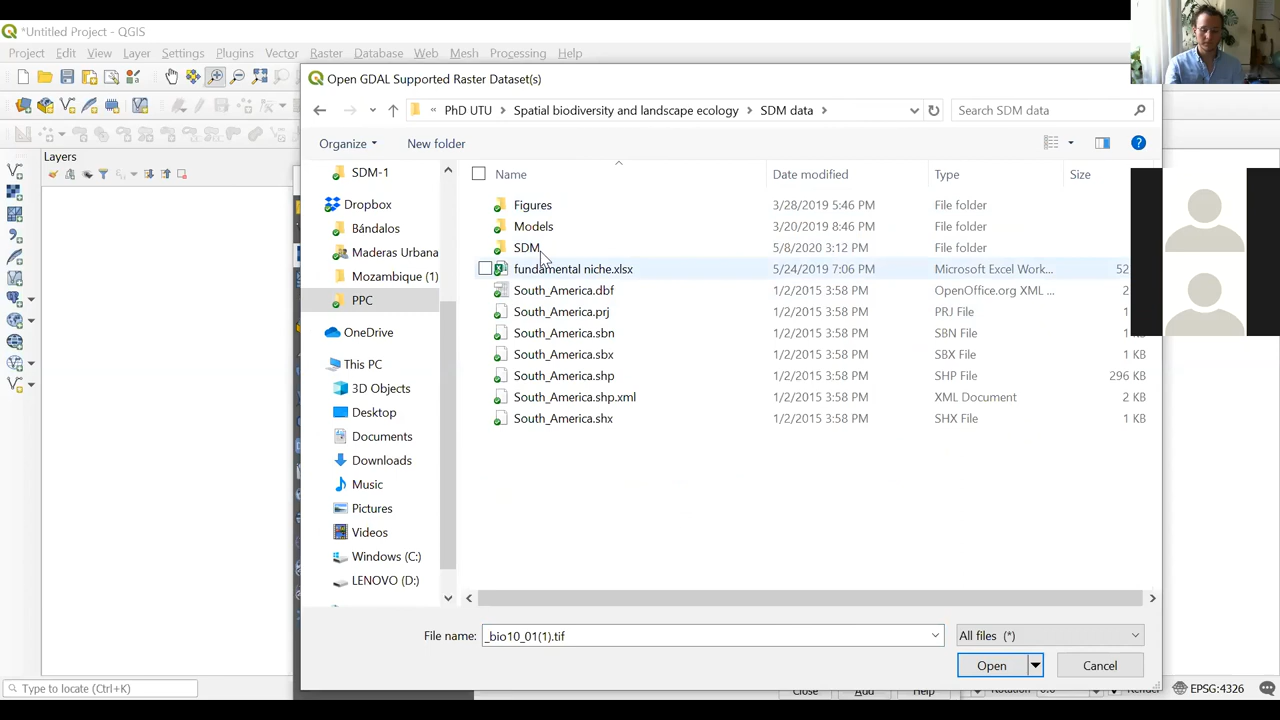 *Untitled Project - QGIS
Project Edit View Layer Settings Plugins Vector Raster Database Web Mesh Processing Help
Open GDAL Supported Raster Dataset(s)
« PhD UTU > Spatial biodiversity and landscape ecology > SDM data >
Search SDM data
Organize New folder
Layers
Name Date modified Type Size
SDM-1
Dropbox
Bándalos
Maderas Urbana
Mozambique (1)
PPC
OneDrive
This PC
3D Objects
Desktop
Documents
Downloads
Music
Pictures
Videos
Windows (C:)
LENOVO (D:)
Figures 3/28/2019 5:46 PM File folder
Models 3/20/2019 8:46 PM File folder
SDM 5/8/2020 3:12 PM File folder
fundamental niche.xlsx 5/24/2019 7:06 PM Microsoft Excel Work... 52
South_America.dbf 1/2/2015 3:58 PM OpenOffice.org XML ... 2
South_America.prj 1/2/2015 3:58 PM PRJ File 1
South_America.sbn 1/2/2015 3:58 PM SBN File 1
South_America.sbx 1/2/2015 3:58 PM SBX File 1 KB
South_America.shp 1/2/2015 3:58 PM SHP File 296 KB
South_America.shp.xml 1/2/2015 3:58 PM XML Document 2 KB
South_America.shx 1/2/2015 3:58 PM SHX File 1 KB
File name: _bio10_01(1).tif All files (*)
Open Cancel
Type to locate (Ctrl+K)
Close Add Help
Rotation
EPSG:4326